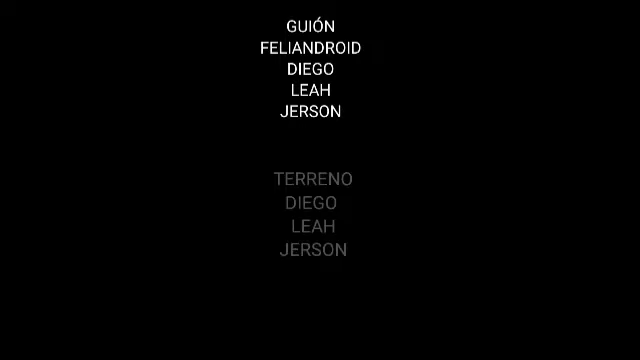 GUIÓN
FELIANDROID
DIEGO
LEAH
JERSON
TERRENO
DIEGO
LEAH
JERSON